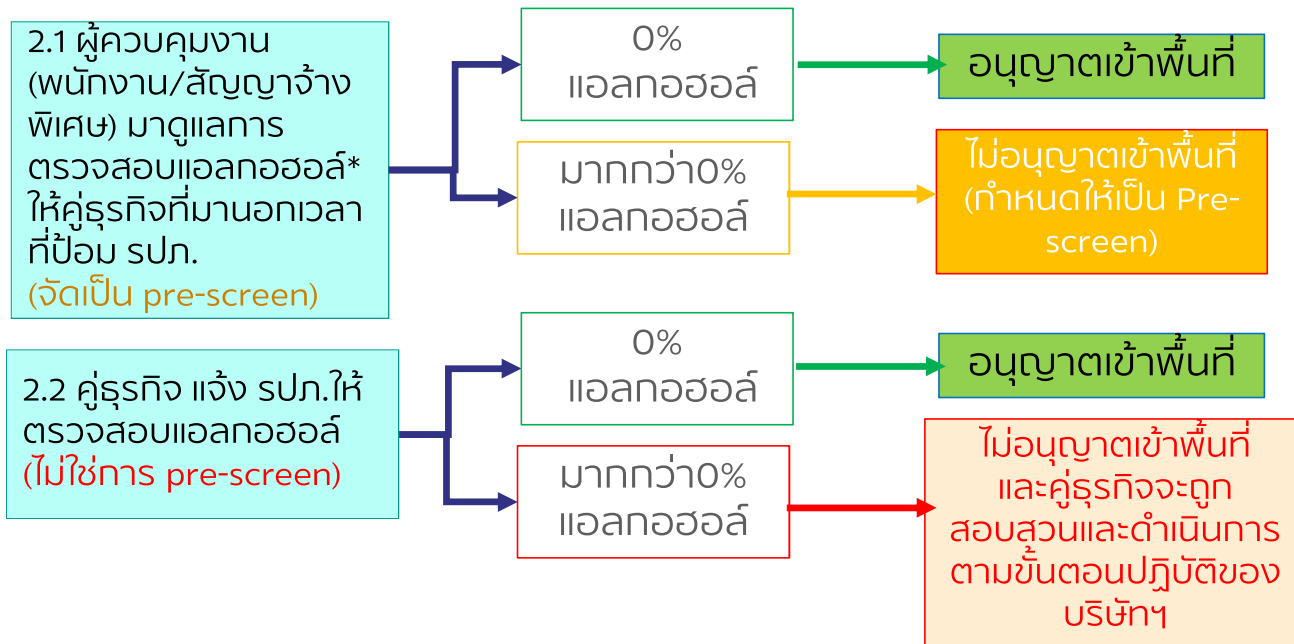 2.1 ผู้ควบคุมงาน
(พนักงาน/สัญญาจ้าง
พิเศษ) มาดูแลการ
ตรวจสอบแอลกอฮอล์*
ให้คู่ธุรกิจที่มานอกเวลา
ที่ป้อม รปภ.
(จัดเป็น pre-screen)
0%
แอลกอฮอล์
อนุญาตเข้าพื้นที่
มากกว่า0%
แอลกอฮอล์
ไม่อนุญาตเข้าพื้นที่
(กำหนดให้เป็น Pre-
screen)
2.2 คู่ธุรกิจ แจ้ง รปภ.ให้
ตรวจสอบแอลกอฮอล์
(ไม่ใช่การ pre-screen)
0%
แอลกอฮอล์
อนุญาตเข้าพื้นที่
มากกว่า0%
แอลกอฮอล์
ไม่อนุญาตเข้าพื้นที่
และคู่ธุรกิจจะถูก
สอบสวนและดำเนินการ
ตามขั้นตอนปฏิบัติของ
บริษัทฯ